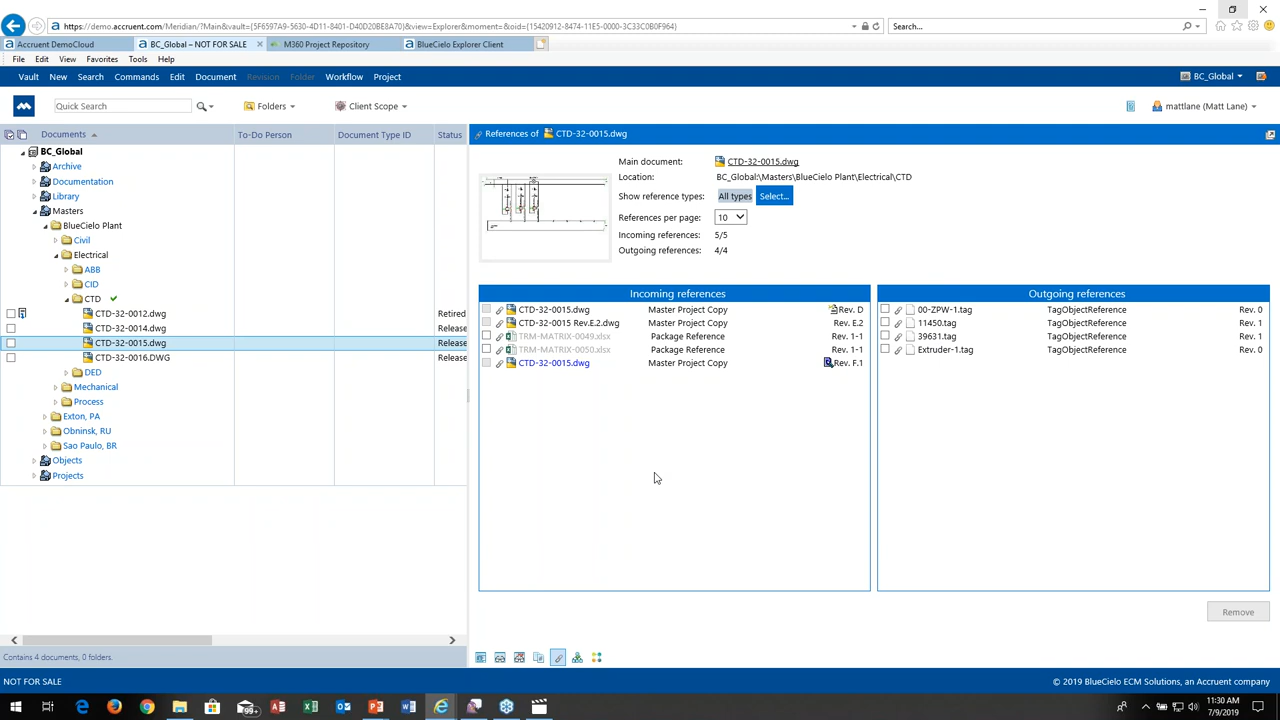 https://demo.accruent.com/Meridian/?Main&vault={5F6597A9-5630-4D11-8401-D40D20BE8A70}&view=Explorer&moment=&oid={15420912-8474-11E5-0000-3C33C0B0F964}
Search...
Accruent DemoCloud
BC_Global – NOT FOR SALE
M360 Project Repository
BlueCielo Explorer Client
File Edit View Favorites Tools Help
Vault New Search Commands Edit Document Revision Folder Workflow Project
BC_Global
Quick Search
Folders
Client Scope
mattlane (Matt Lane)
Documents To-Do Person Document Type ID Status
BC_Global
Archive
Documentation
Library
Masters
BlueCielo Plant
Civil
Electrical
ABB
CID
CTD
CTD-32-0012.dwg Retired
CTD-32-0014.dwg Release
CTD-32-0015.dwg Release
CTD-32-0016.DWG Release
DED
Mechanical
Process
Exton, PA
Obninsk, RU
Sao Paulo, BR
Objects
Projects
Contains 4 documents, 0 folders.
References of CTD-32-0015.dwg
Main document: CTD-32-0015.dwg
Location: BC_Global:\Masters\BlueCielo Plant\Electrical\CTD
Show reference types: All types Select...
References per page: 10
Incoming references: 5/5
Outgoing references: 4/4
Incoming references
CTD-32-0015.dwg Master Project Copy Rev. D
CTD-32-0015 Rev.E.2.dwg Master Project Copy Rev. E.2
TRM-MATRIX-0049.xlsx Package Reference Rev. 1-1
TRM-MATRIX-0050.xlsx Package Reference Rev. 1-1
CTD-32-0015.dwg Master Project Copy Rev. F.1
Outgoing references
00-ZPW-1.tag TagObjectReference Rev. 0
11450.tag TagObjectReference Rev. 1
39631.tag TagObjectReference Rev. 1
Extruder-1.tag TagObjectReference Rev. 0
Remove
NOT FOR SALE
© 2019 BlueCielo ECM Solutions, an Accruent company
99+
11:30 AM
7/9/2019